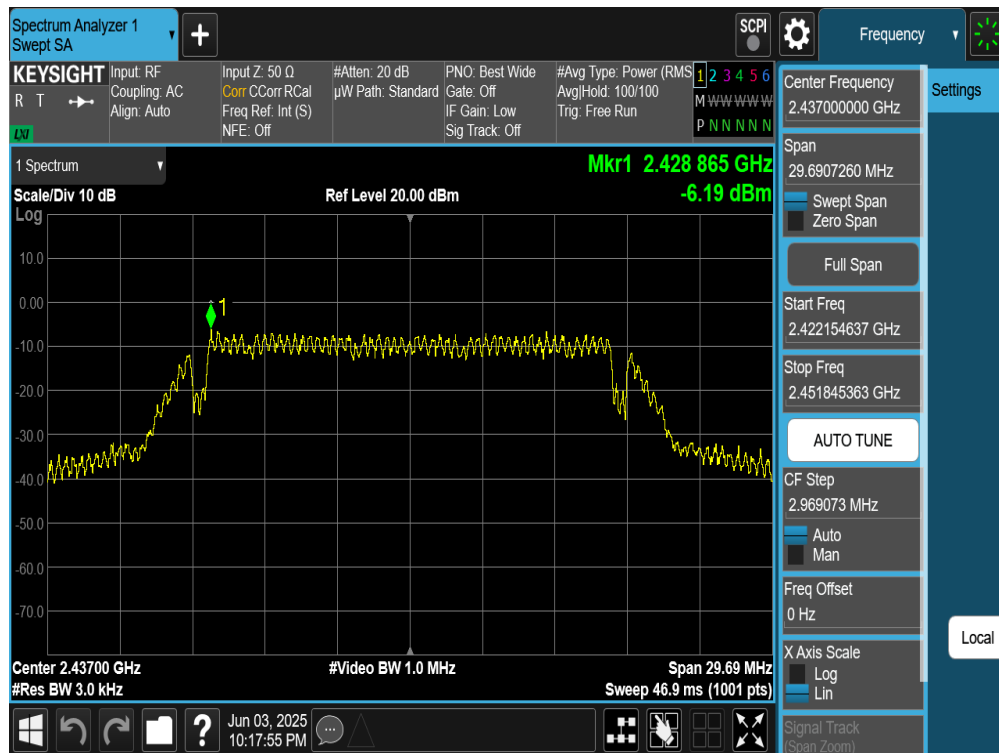 Spectrum Analyzer 1
Swept SA
+
SCPI
Frequency
KEYSIGHT
R T
LXI
Input: RF
Coupling: AC
Align: Auto
Input Z: 50 Ω
Corr CCorr RCal
Freq Ref: Int (S)
NFE: Off
#Atten: 20 dB
µW Path: Standard
PNO: Best Wide
Gate: Off
IF Gain: Low
Sig Track: Off
#Avg Type: Power (RMS
Avg|Hold: 100/100
Trig: Free Run
1 2 3 4 5 6
M W W W W W
P N N N N N
1 Spectrum
Mkr1 2.428 865 GHz
-6.19 dBm
Scale/Div 10 dB
Ref Level 20.00 dBm
Log
10.0
0.00
1
-10.0
-20.0
-30.0
-40.0
-50.0
-60.0
-70.0
Center 2.43700 GHz
#Video BW 1.0 MHz
Span 29.69 MHz
#Res BW 3.0 kHz
Sweep 46.9 ms (1001 pts)
?
Jun 03, 2025
10:17:55 PM
Center Frequency
2.437000000 GHz
Span
29.6907260 MHz
Swept Span
Zero Span
Full Span
Start Freq
2.422154637 GHz
Stop Freq
2.451845363 GHz
AUTO TUNE
CF Step
2.969073 MHz
Auto
Man
Freq Offset
0 Hz
X Axis Scale
Log
Lin
Signal Track
(Span Zoom)
Settings
Local